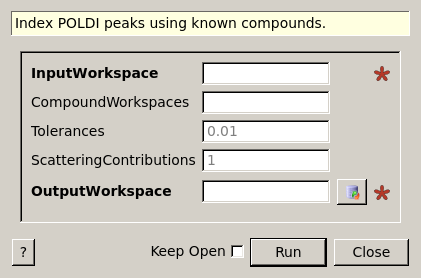 Index POLDI peaks using known compounds.
InputWorkspace
CompoundWorkspaces
Tolerances 0.01
ScatteringContributions 1
OutputWorkspace
? Keep Open Run Close